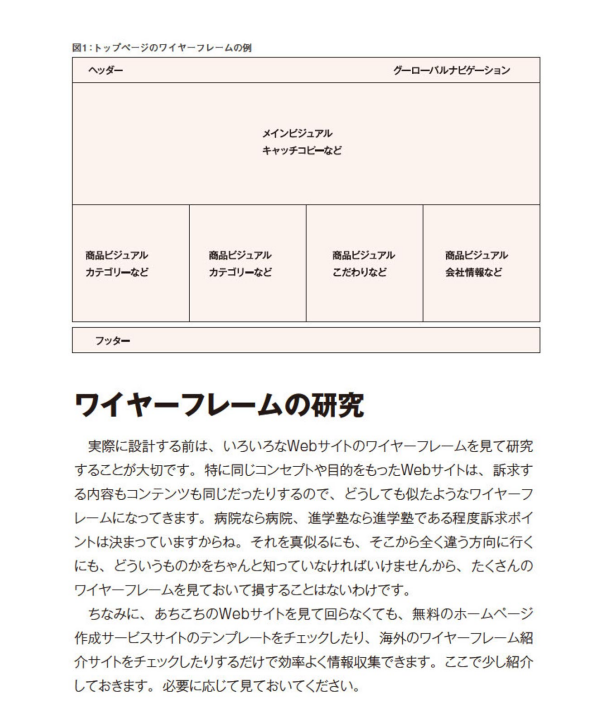 図1：トップページのワイヤーフレームの例
ヘッダー
グーローバルナビゲーション
メインビジュアル
キャッチコピーなど
商品ビジュアル
カテゴリーなど
商品ビジュアル
カテゴリーなど
商品ビジュアル
こだわりなど
商品ビジュアル
会社情報など
フッター
ワイヤーフレームの研究
実際に設計する前は、いろいろなWebサイトのワイヤーフレームを見て研究
することが大切です。特に同じコンセプトや目的をもったWebサイトは、訴求す
る内容もコンテンツも同じだったりするので、どうしても似たようなワイヤーフ
レームになってきます。病院なら病院、進学塾なら進学塾である程度訴求ポイ
ントは決まっていますからね。それを真似るにも、そこから全く違う方向に行く
にも、どういうものかをちゃんと知っていなければいけませんから、たくさんの
ワイヤーフレームを見ておいて損することはないわけです。
ちなみに、あちこちのWebサイトを見て回らなくても、無料のホームページ
作成サービスサイトのテンプレートをチェックしたり、海外のワイヤーフレーム紹
介サイトをチェックしたりするだけで効率よく情報収集できます。ここで少し紹介
しておきます。必要に応じて見ておいてください。